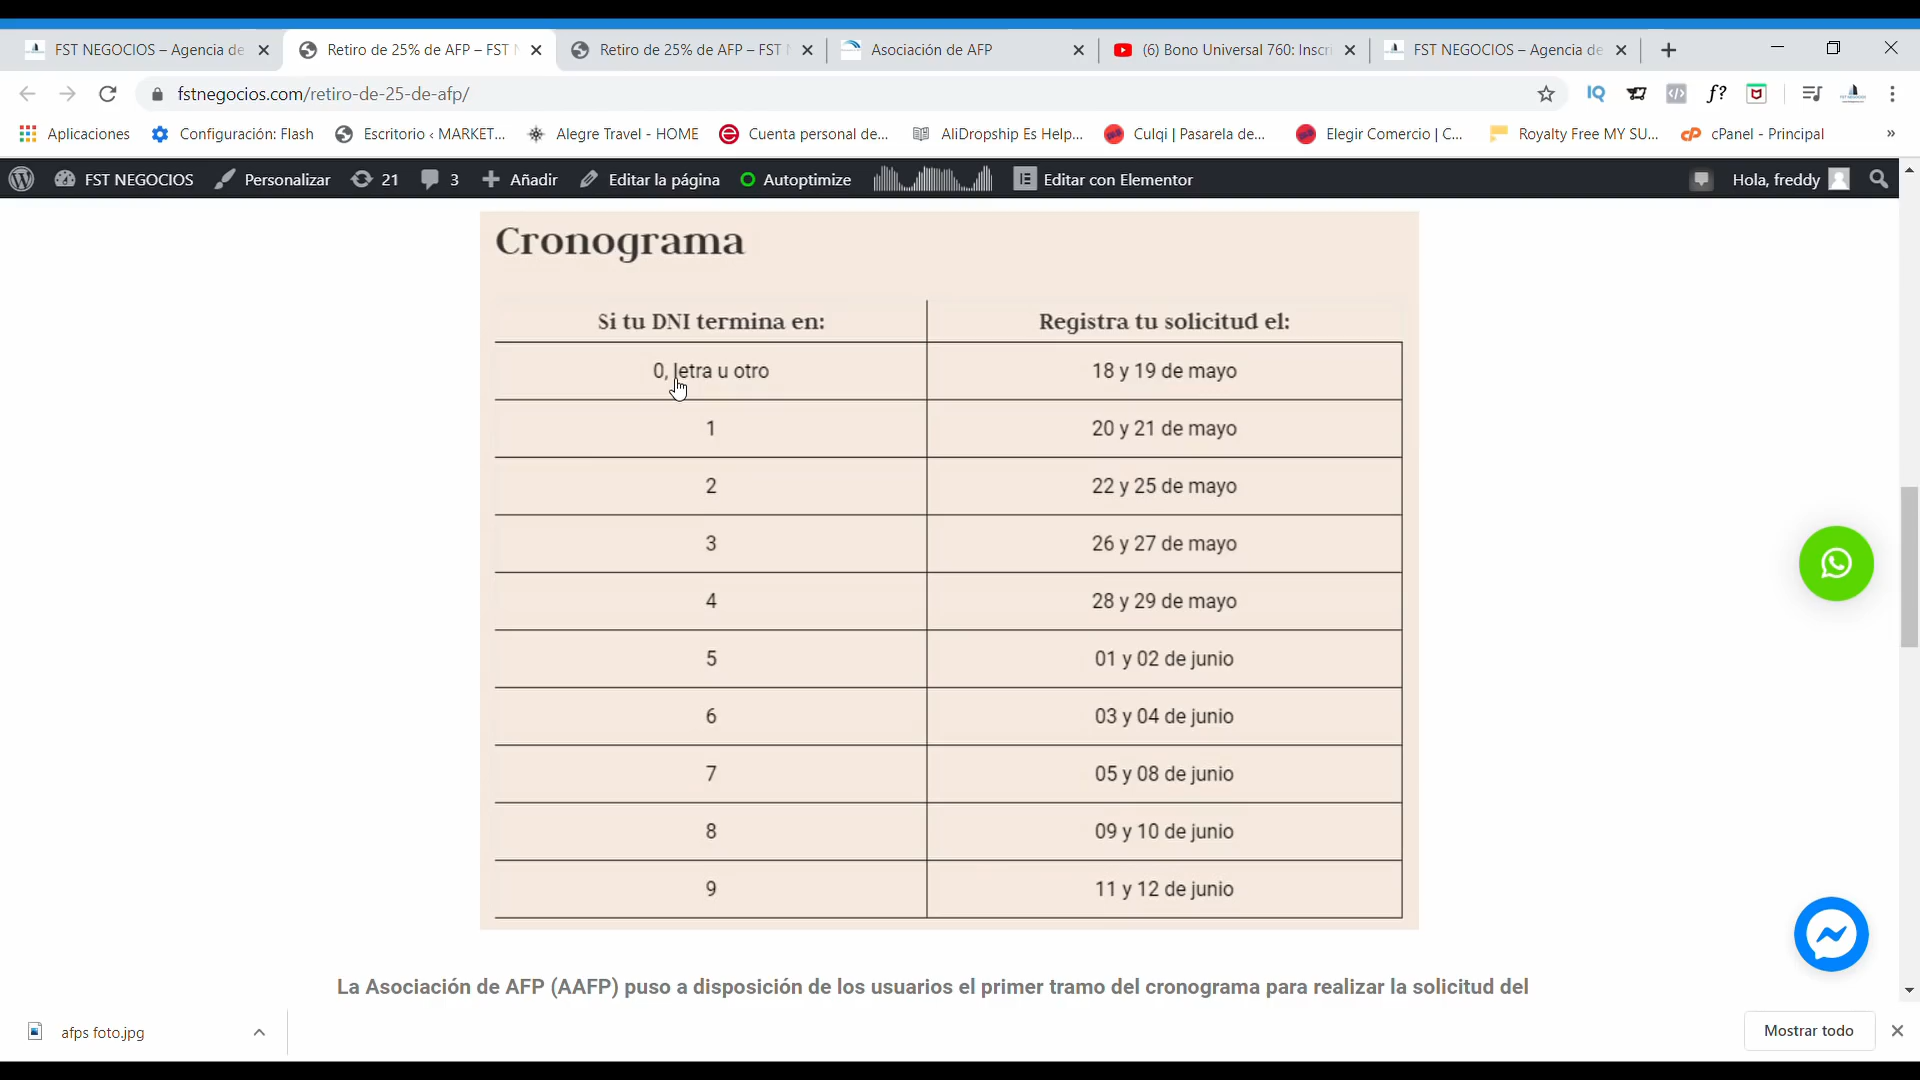 FST NEGOCIOS – Agencia de
Retiro de 25% de AFP – FST
Retiro de 25% de AFP – FST
Asociación de AFP
(6) Bono Universal 760: Inscri
FST NEGOCIOS – Agencia de
fstnegocios.com/retiro-de-25-de-afp/
IQ
f?
Aplicaciones
Configuración: Flash
Escritorio ‹ MARKET...
Alegre Travel - HOME
Cuenta personal de...
AliDropship Es Help...
Culqi | Pasarela de...
Elegir Comercio | C...
Royalty Free MY SU...
cPanel - Principal
»
FST NEGOCIOS
Personalizar
21
3
Añadir
Editar la página
Autoptimize
Editar con Elementor
Hola, freddy
Cronograma
Si tu DNI termina en: Registra tu solicitud el:
0, letra u otro 18 y 19 de mayo
1 20 y 21 de mayo
2 22 y 25 de mayo
3 26 y 27 de mayo
4 28 y 29 de mayo
5 01 y 02 de junio
6 03 y 04 de junio
7 05 y 08 de junio
8 09 y 10 de junio
9 11 y 12 de junio
La Asociación de AFP (AAFP) puso a disposición de los usuarios el primer tramo del cronograma para realizar la solicitud del
afps foto.jpg
Mostrar todo